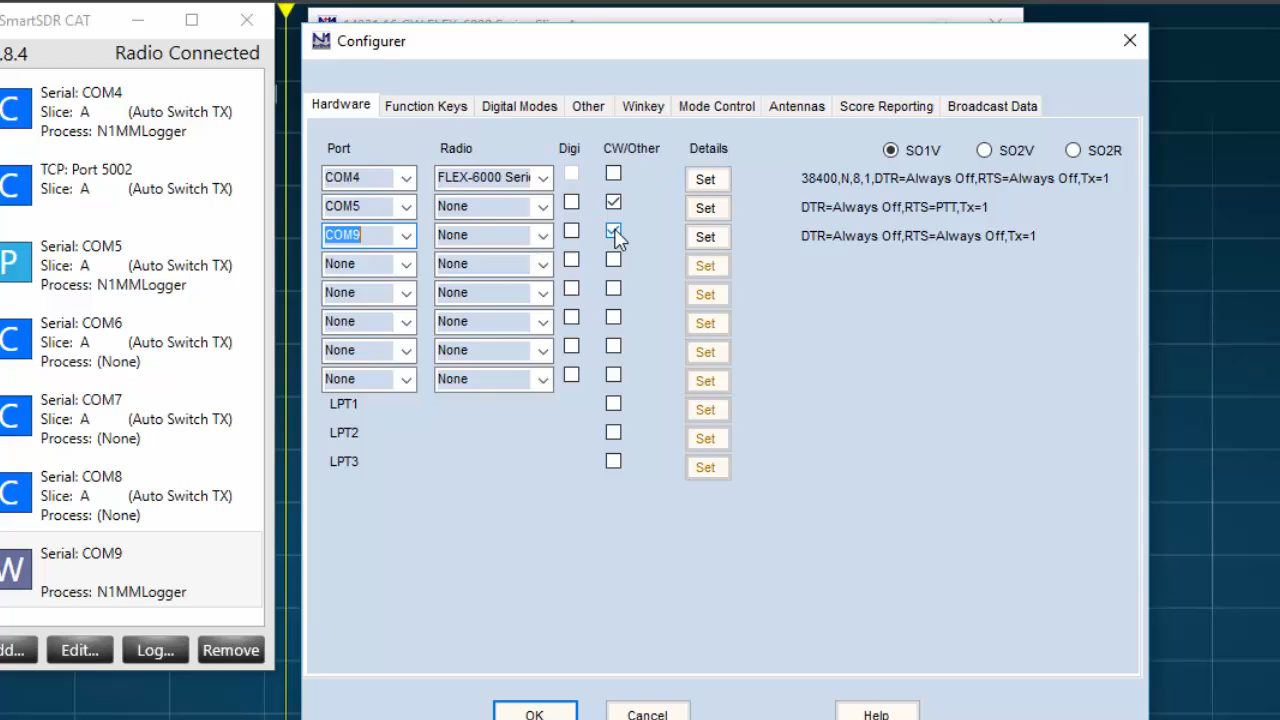 SmartSDR CAT
.8.4 Radio Connected
C
Serial: COM4
Slice: A (Auto Switch TX)
Process: N1MMLogger
C
TCP: Port 5002
Slice: A (Auto Switch TX)
P
Serial: COM5
Slice: A (Auto Switch TX)
Process: N1MMLogger
C
Serial: COM6
Slice: A (Auto Switch TX)
Process: (None)
C
Serial: COM7
Slice: A (Auto Switch TX)
Process: (None)
C
Serial: COM8
Slice: A (Auto Switch TX)
Process: (None)
W
Serial: COM9
Process: N1MMLogger
dd... Edit... Log... Remove
Configurer
Hardware Function Keys Digital Modes Other Winkey Mode Control Antennas Score Reporting Broadcast Data
Port Radio Digi CW/Other Details SO1V SO2V SO2R
COM4 FLEX-6000 Seri Set 38400,N,8,1,DTR=Always Off,RTS=Always Off,Tx=1
COM5 None Set DTR=Always Off,RTS=PTT,Tx=1
COM9 None Set DTR=Always Off,RTS=Always Off,Tx=1
None None Set
None None Set
None None Set
None None Set
None None Set
LPT1 Set
LPT2 Set
LPT3 Set
OK Cancel Help